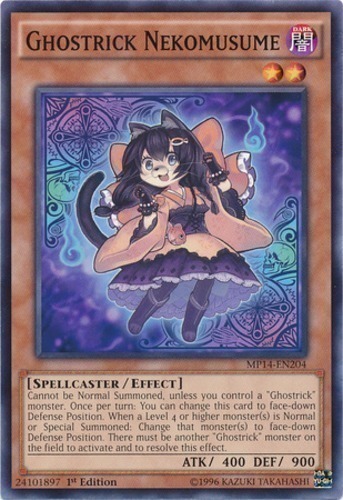 GHOSTRICK NEKOMUSUME
DARK
闇
MP14-EN204
[SPELLCASTER / EFFECT]
Cannot be Normal Summoned, unless you control a "Ghostrick"
monster. Once per turn: You can change this card to face-down
Defense Position. When a Level 4 or higher monster(s) is Normal
or Special Summoned: Change that monster(s) to face-down
Defense Position. There must be another "Ghostrick" monster on
the field to activate and to resolve this effect.
ATK / 400 DEF / 900
24101897 1st Edition ©1996 KAZUKI TAKAHASHI